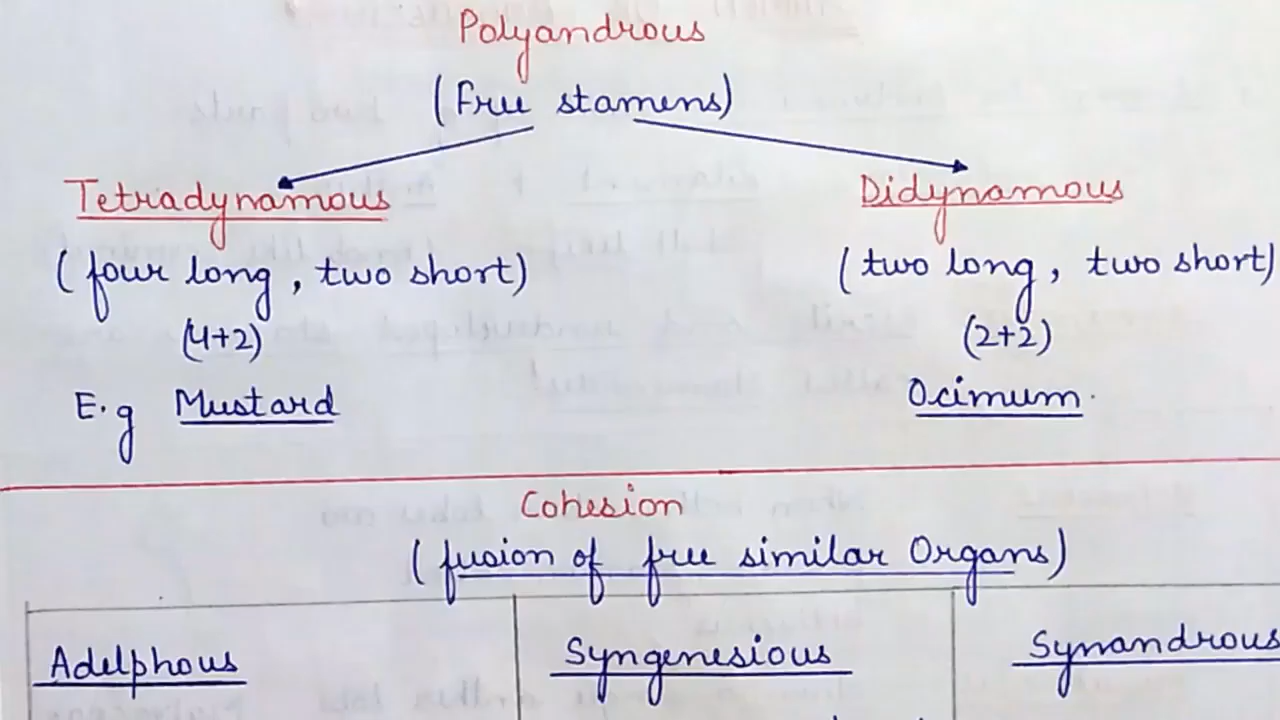 Polyandrous
(Free stamens)
Tetradynamous
(four long, two short)
(4+2)
E.g Mustard
Didynamous
(two long, two short)
(2+2)
Ocimum.
Cohesion
(fusion of free similar Organs)
Adelphous
Syngenesious
Synandrous